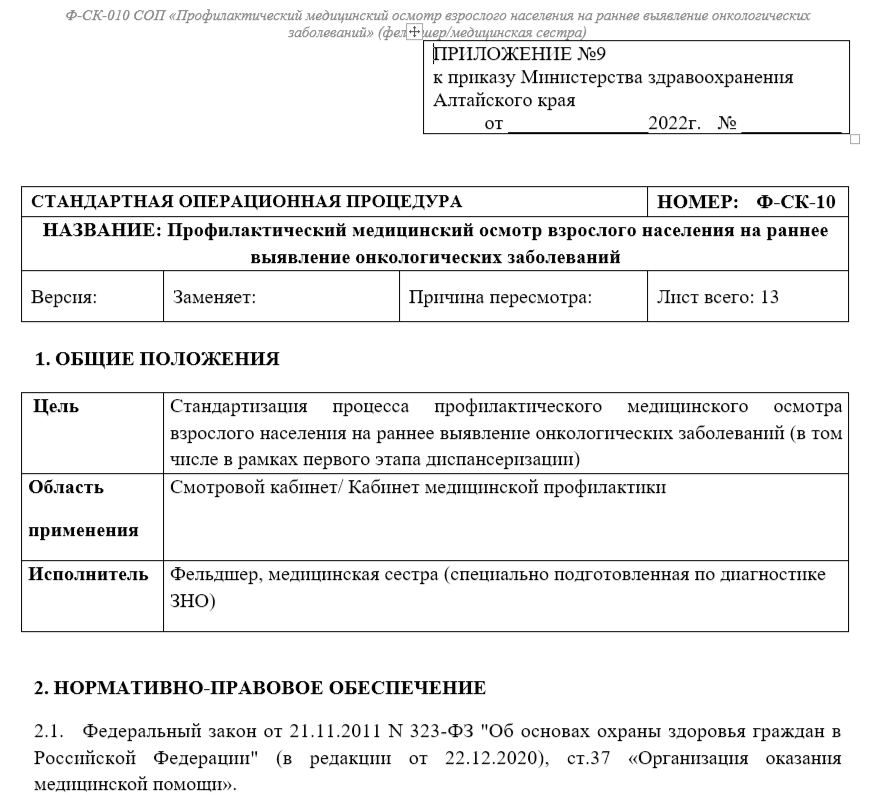 Ф-СК-010 СОП «Профилактический медицинский осмотр взрослого населения на раннее выявление онкологических
заболеваний» (фельдшер/медицинская сестра)
ПРИЛОЖЕНИЕ №9
к приказу Министерства здравоохранения
Алтайского края
от _______________2022г. № ___________
СТАНДАРТНАЯ ОПЕРАЦИОННАЯ ПРОЦЕДУРА НОМЕР: Ф-СК-10
НАЗВАНИЕ: Профилактический медицинский осмотр взрослого населения на раннее
выявление онкологических заболеваний
Версия: Заменяет: Причина пересмотра: Лист всего: 13
1. ОБЩИЕ ПОЛОЖЕНИЯ
Цель Стандартизация процесса профилактического медицинского осмотра
взрослого населения на раннее выявление онкологических заболеваний (в том
числе в рамках первого этапа диспансеризации)
Область Смотровой кабинет/ Кабинет медицинской профилактики
применения
Исполнитель Фельдшер, медицинская сестра (специально подготовленная по диагностике
ЗНО)
2. НОРМАТИВНО-ПРАВОВОЕ ОБЕСПЕЧЕНИЕ
2.1. Федеральный закон от 21.11.2011 N 323-ФЗ "Об основах охраны здоровья граждан в
Российской Федерации" (в редакции от 22.12.2020), ст.37 «Организация оказания
медицинской помощи».